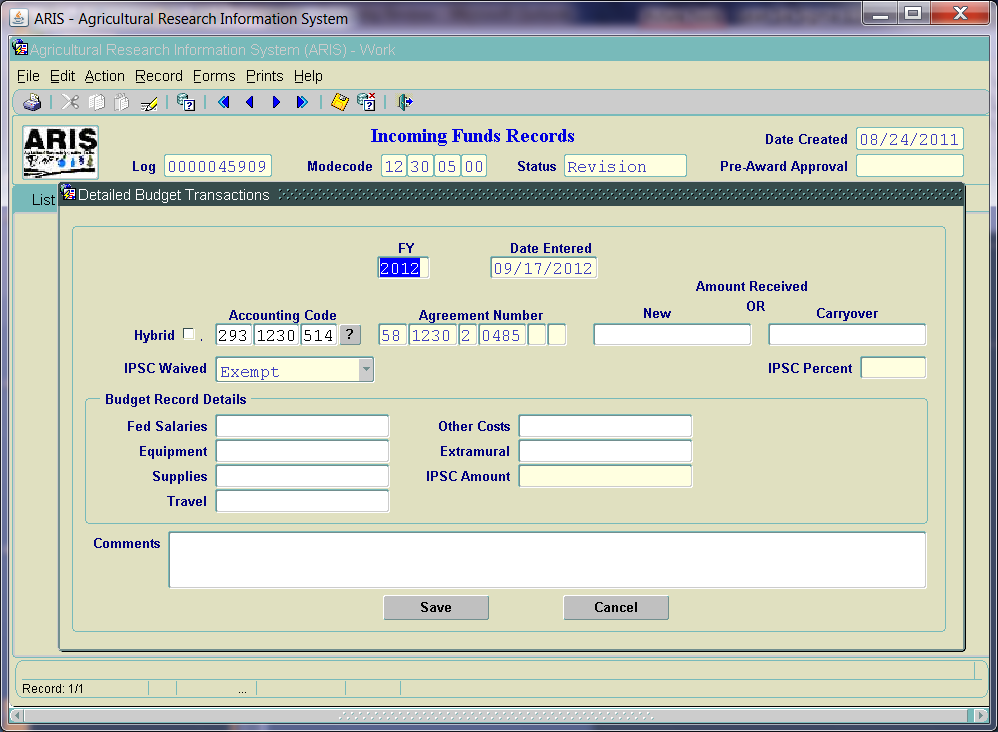 ARIS - Agricultural Research Information System
Agricultural Research Information System (ARIS) - Work
File Edit Action Record Forms Prints Help
ARIS
Incoming Funds Records
Date Created 08/24/2011
Log 0000045909 Modecode 12 30 05 00 Status Revision Pre-Award Approval
List
Detailed Budget Transactions
FY Date Entered
2012 09/17/2012
Amount Received
OR
Accounting Code Agreement Number New Carryover
Hybrid . 293 1230 514 ? 58 1230 2 0485
IPSC Waived Exempt IPSC Percent
Budget Record Details
Fed Salaries Other Costs
Equipment Extramural
Supplies IPSC Amount
Travel
Comments
Save Cancel
Record: 1/1 ...